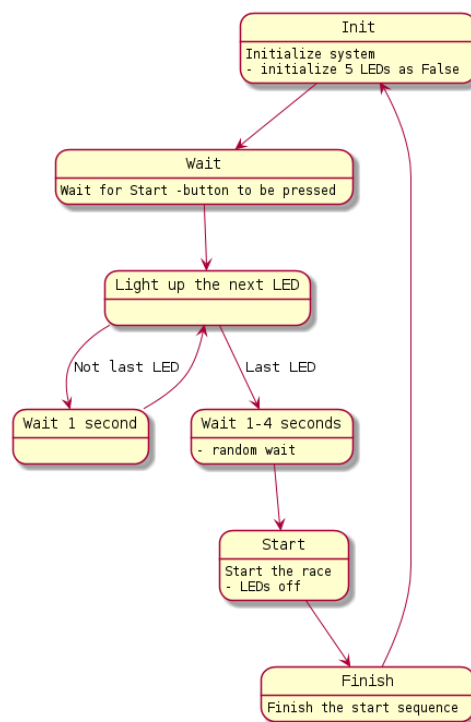 Init
Initialize system
- initialize 5 LEDs as False
Wait
Wait for Start -button to be pressed
Light up the next LED
Not last LED
Last LED
Wait 1 second
Wait 1-4 seconds
- random wait
Start
Start the race
- LEDs off
Finish
Finish the start sequence